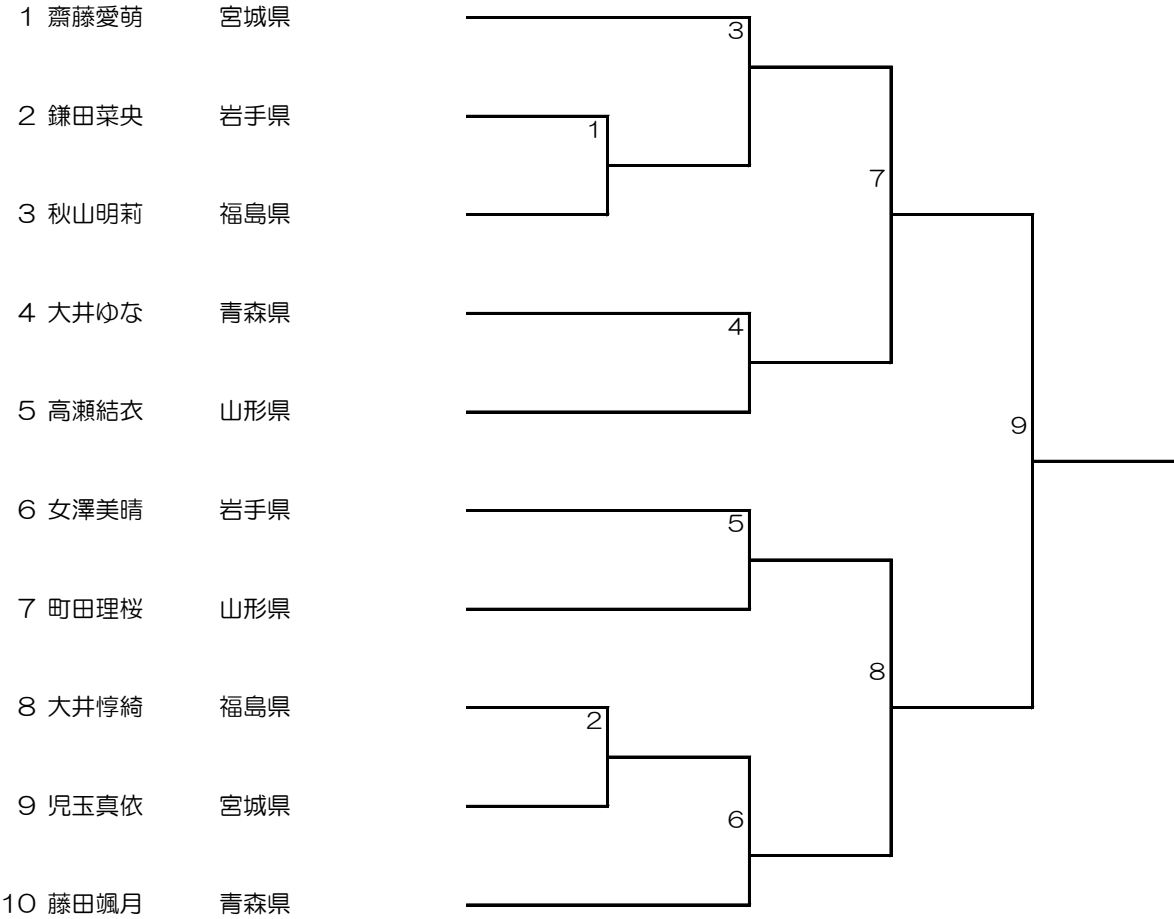 1 齋藤愛萌 宮城県
3
2 鎌田菜央 岩手県
1
7
3 秋山明莉 福島県
4 大井ゆな 青森県
4
5 高瀬結衣 山形県
9
6 女澤美晴 岩手県
5
7 町田理桜 山形県
8
8 大井惇綺 福島県
2
9 児玉真依 宮城県
6
10 藤田颯月 青森県